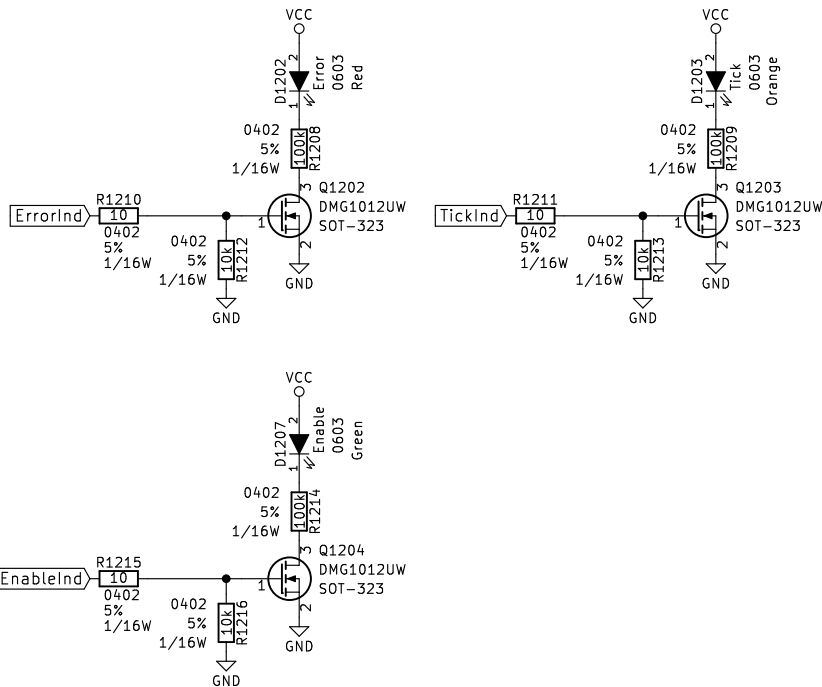 VCC
2
D1202
Error
0603
Red
1
0402
5%
1/16W
100k
R1208
3
Q1202
DMG1012UW
SOT-323
ErrorInd
R1210
10
0402
5%
1/16W
1
2
0402
5%
1/16W
10k
R1212
GND
GND
VCC
2
D1203
Tick
0603
Orange
1
0402
5%
1/16W
100k
R1209
3
Q1203
DMG1012UW
SOT-323
TickInd
R1211
10
0402
5%
1/16W
1
2
0402
5%
1/16W
10k
R1213
GND
GND
VCC
2
D1207
Enable
0603
Green
1
0402
5%
1/16W
100k
R1214
3
Q1204
DMG1012UW
SOT-323
EnableInd
R1215
10
0402
5%
1/16W
1
2
0402
5%
1/16W
10k
R1216
GND
GND